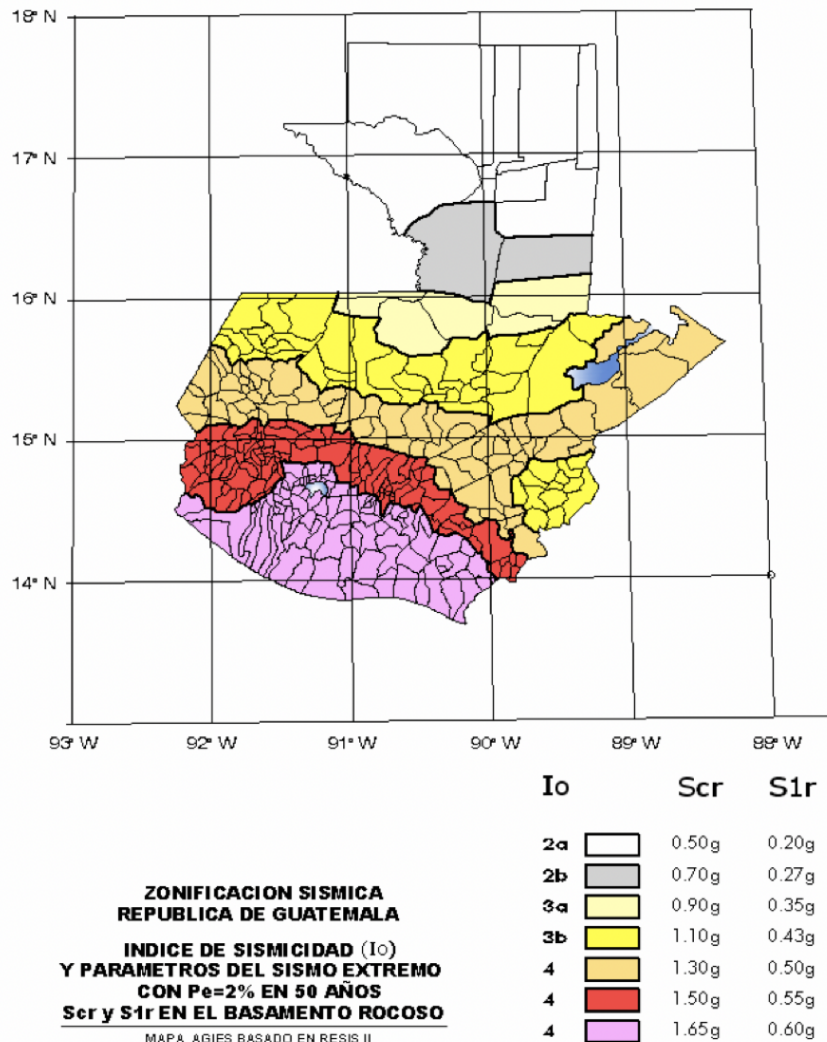 18° N
17° N
16° N
15° N
14° N
93° W 92° W 91° W 90° W 89° W 88° W
Io Scr S1r
2a 0.50g 0.20g
2b 0.70g 0.27g
3a 0.90g 0.35g
3b 1.10g 0.43g
4 1.30g 0.50g
4 1.50g 0.55g
4 1.65g 0.60g
ZONIFICACION SISMICA
REPUBLICA DE GUATEMALA
INDICE DE SISMICIDAD (Io)
Y PARAMETROS DEL SISMO EXTREMO
CON Pe=2% EN 50 AÑOS
Scr y S1r EN EL BASAMENTO ROCOSO
MAPA AGIES BASADO EN RESIS II